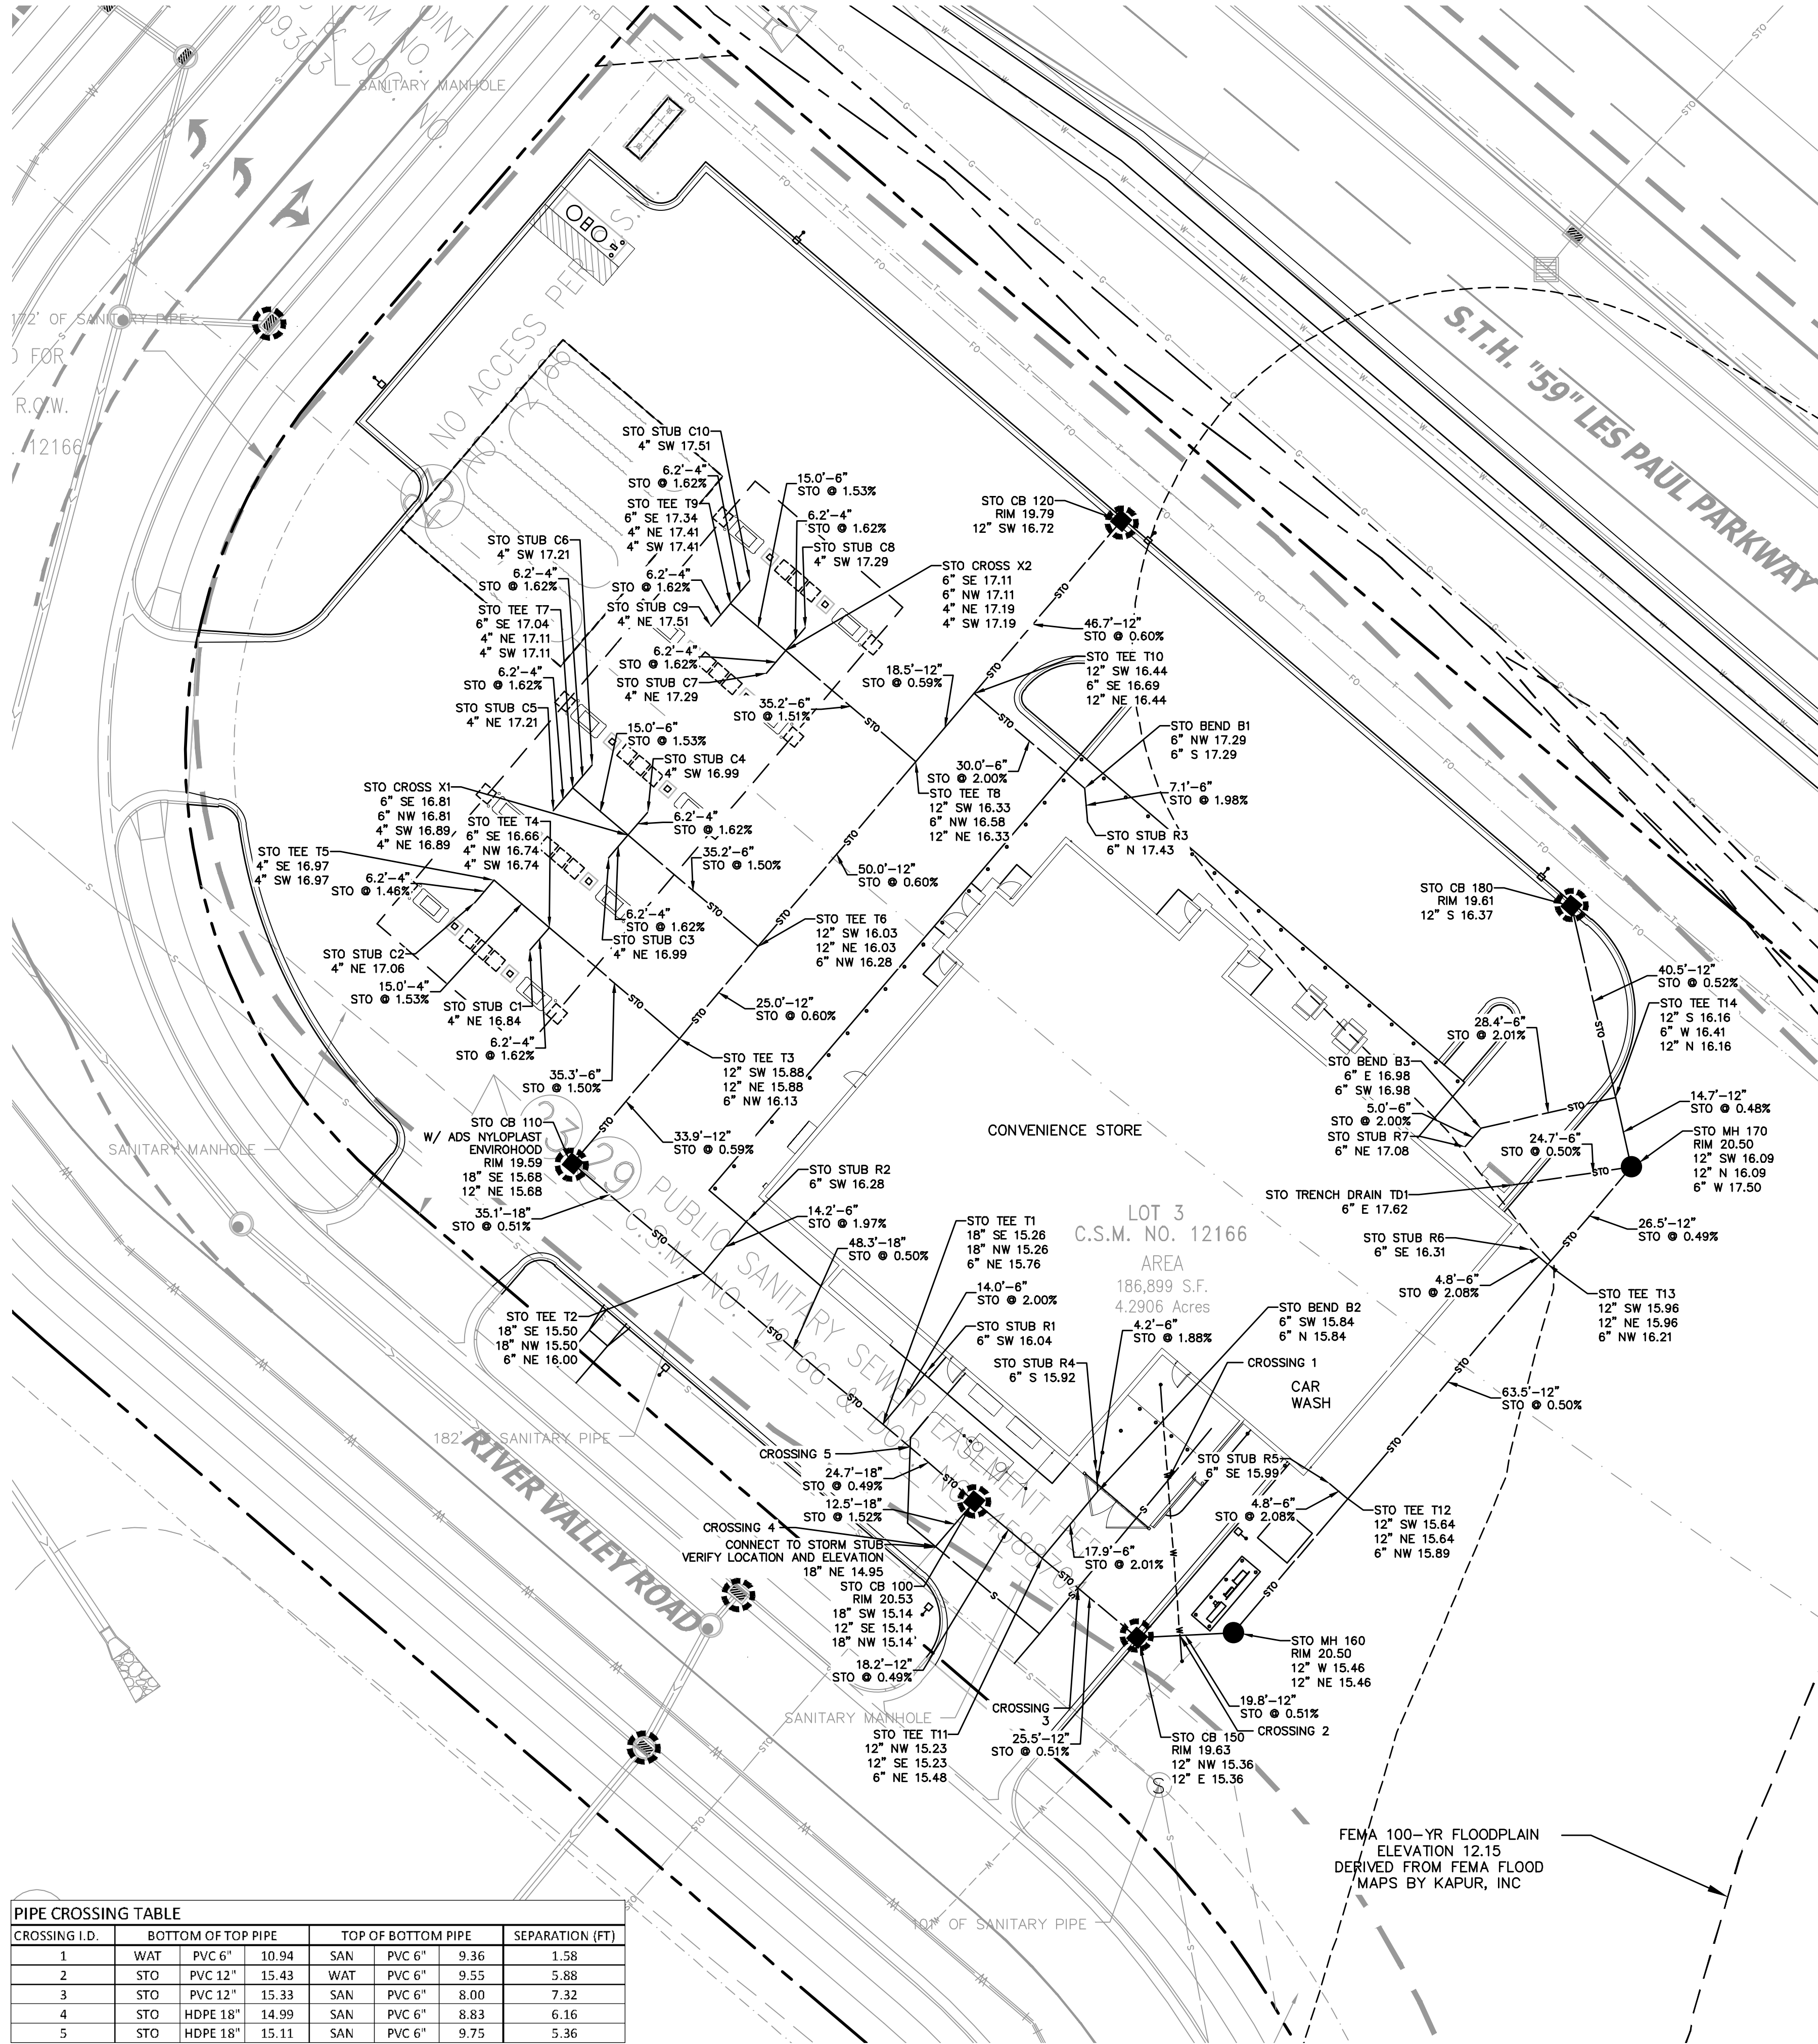 SANITARY MANHOLE
172' OF SANITARY PIPE
R.O.W.
12166
NO ACCESS PER
NO. 12166
S.T.H. "59" LES PAUL PARKWAY
STO STUB C10
4" SW 17.51
6.2'-4"
STO @ 1.62%
STO TEE T9
6" SE 17.34
4" NE 17.41
4" SW 17.41
15.0'-6"
STO @ 1.53%
6.2'-4"
STO @ 1.62%
STO STUB C8
4" SW 17.29
STO CB 120
RIM 19.79
12" SW 16.72
STO STUB C6
4" SW 17.21
6.2'-4"
STO @ 1.62%
6.2'-4"
STO @ 1.62%
STO STUB C9
4" NE 17.51
STO CROSS X2
6" SE 17.11
6" NW 17.11
4" NE 17.19
4" SW 17.19
STO TEE T7
6" SE 17.04
4" NE 17.11
4" SW 17.11
6.2'-4"
STO @ 1.62%
STO STUB C7
4" NE 17.29
46.7'-12"
STO @ 0.60%
6.2'-4"
STO @ 1.62%
18.5'-12"
STO @ 0.59%
STO TEE T10
12" SW 16.44
6" SE 16.69
12" NE 16.44
STO STUB C5
4" NE 17.21
35.2'-6"
STO @ 1.51%
15.0'-6"
STO @ 1.53%
STO BEND B1
6" NW 17.29
6" S 17.29
STO STUB C4
4" SW 16.99
30.0'-6"
STO @ 2.00%
STO TEE T8
12" SW 16.33
6" NW 16.58
12" NE 16.33
STO CROSS X1
6" SE 16.81
6" NW 16.81
4" SW 16.89
4" NE 16.89
7.1'-6"
STO @ 1.98%
STO TEE T4
6" SE 16.66
4" NW 16.74
4" SW 16.74
6.2'-4"
STO @ 1.62%
STO STUB R3
6" N 17.43
STO TEE T5
4" SE 16.97
4" SW 16.97
35.2'-6"
STO @ 1.50%
50.0'-12"
STO @ 0.60%
6.2'-4"
STO @ 1.46%
STO CB 180
RIM 19.61
12" S 16.37
6.2'-4"
STO @ 1.62%
STO STUB C3
4" NE 16.99
STO TEE T6
12" SW 16.03
12" NE 16.03
6" NW 16.28
STO STUB C2
4" NE 17.06
15.0'-4"
STO @ 1.53%
STO STUB C1
4" NE 16.84
25.0'-12"
STO @ 0.60%
40.5'-12"
STO @ 0.52%
STO TEE T14
12" S 16.16
6" W 16.41
12" N 16.16
28.4'-6"
STO @ 2.01%
6.2'-4"
STO @ 1.62%
STO TEE T3
12" SW 15.88
12" NE 15.88
6" NW 16.13
35.3'-6"
STO @ 1.50%
STO BEND B3
6" E 16.98
6" SW 16.98
5.0'-6"
STO @ 2.00%
STO STUB R7
6" NE 17.08
14.7'-12"
STO @ 0.48%
STO CB 110
W/ ADS NYLOPLAST
ENVIROHOOD
RIM 19.59
18" SE 15.68
12" NE 15.68
33.9'-12"
STO @ 0.59%
CONVENIENCE STORE
24.7'-6"
STO @ 0.50%
STO MH 170
RIM 20.50
12" SW 16.09
12" N 16.09
6" W 17.50
SANITARY MANHOLE
33
29
PUBLIC SANITARY SEWER EASEMENT PER
C.S.M. NO. 12166 & DOC. NO.
STO STUB R2
6" SW 16.28
STO TRENCH DRAIN TD1
6" E 17.62
35.1'-18"
STO @ 0.51%
14.2'-6"
STO @ 1.97%
LOT 3
C.S.M. NO. 12166
AREA
186,899 S.F.
4.2906 Acres
26.5'-12"
STO @ 0.49%
48.3'-18"
STO @ 0.50%
STO TEE T1
18" SE 15.26
18" NW 15.26
6" NE 15.76
STO STUB R6
6" SE 16.31
14.0'-6"
STO @ 2.00%
4.8'-6"
STO @ 2.08%
STO TEE T13
12" SW 15.96
12" NE 15.96
6" NW 16.21
STO TEE T2
18" SE 15.50
18" NW 15.50
6" NE 16.00
STO STUB R1
6" SW 16.04
4.2'-6"
STO @ 1.88%
STO BEND B2
6" SW 15.84
6" N 15.84
STO STUB R4
6" S 15.92
CROSSING 1
CAR
WASH
63.5'-12"
STO @ 0.50%
182' OF SANITARY PIPE
RIVER VALLEY ROAD
CROSSING 5
24.7'-18"
STO @ 0.49%
12.5'-18"
STO @ 1.52%
STO STUB R5
6" SE 15.99
4.8'-6"
STO @ 2.08%
STO TEE T12
12" SW 15.64
12" NE 15.64
6" NW 15.89
CROSSING 4
CONNECT TO STORM STUB
VERIFY LOCATION AND ELEVATION
18" NE 14.95
17.9'-6"
STO @ 2.01%
STO CB 100
RIM 20.53
18" SW 15.14
12" SE 15.14
18" NW 15.14
18.2'-12"
STO @ 0.49%
STO MH 160
RIM 20.50
12" W 15.46
12" NE 15.46
SANITARY MANHOLE
CROSSING
3
19.8'-12"
STO @ 0.51%
CROSSING 2
STO TEE T11
12" NW 15.23
12" SE 15.23
6" NE 15.48
25.5'-12"
STO @ 0.51%
STO CB 150
RIM 19.63
12" NW 15.36
12" E 15.36
FEMA 100-YR FLOODPLAIN
ELEVATION 12.15
DERIVED FROM FEMA FLOOD
MAPS BY KAPUR, INC
101' OF SANITARY PIPE
PIPE CROSSING TABLE
CROSSING I.D. BOTTOM OF TOP PIPE TOP OF BOTTOM PIPE SEPARATION (FT)
1 WAT PVC 6" 10.94 SAN PVC 6" 9.36 1.58
2 STO PVC 12" 15.43 WAT PVC 6" 9.55 5.88
3 STO PVC 12" 15.33 SAN PVC 6" 8.00 7.32
4 STO HDPE 18" 14.99 SAN PVC 6" 8.83 6.16
5 STO HDPE 18" 15.11 SAN PVC 6" 9.75 5.36